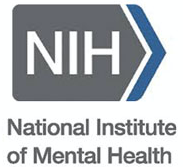 NIH
National Institute
of Mental Health